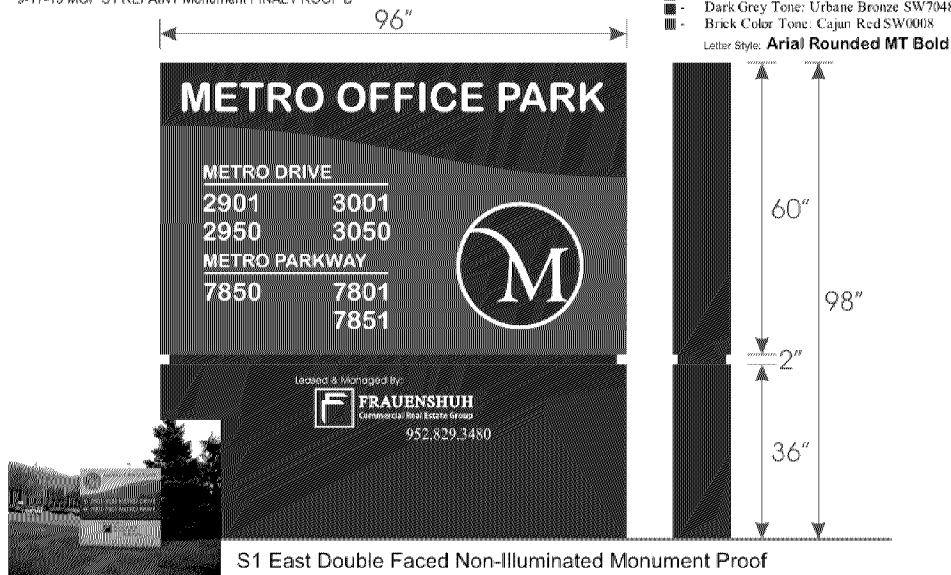 96"
Dark Grey Tone: Urbane Bronze SW7048
Brick Color Tone: Cajun Red SW0008
Letter Style: Arial Rounded MT Bold
METRO OFFICE PARK
METRO DRIVE
2901 3001
2950 3050
METRO PARKWAY
7850 7801
7851
M
60"
98"
2"
Leased & Managed By:
F FRAUENSHUH
Commercial Real Estate Group
952.829.3480
36"
S1 East Double Faced Non-Illuminated Monument Proof